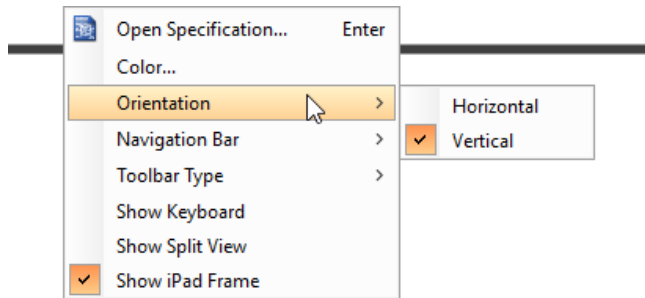 Open Specification... Enter
Color...
Orientation
Navigation Bar
Toolbar Type
Show Keyboard
Show Split View
Show iPad Frame
Horizontal
Vertical